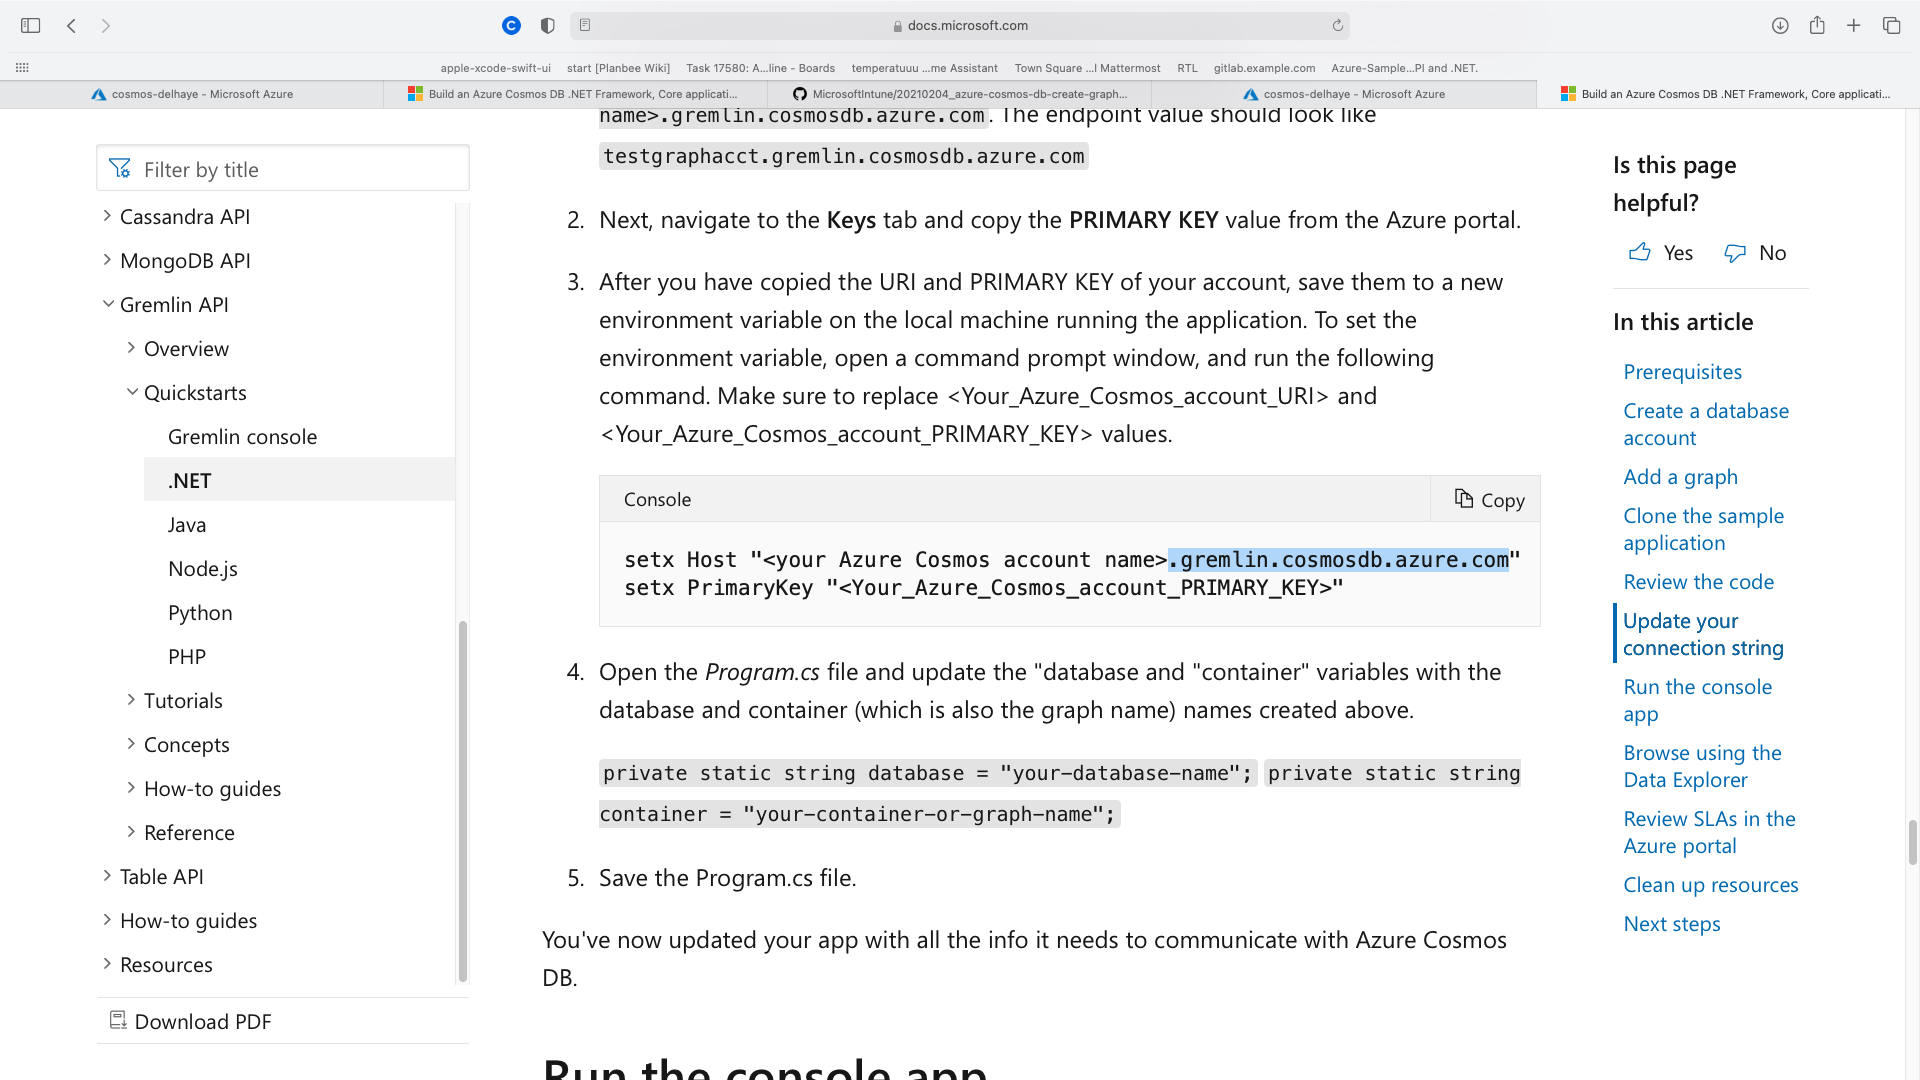 docs.microsoft.com
apple-xcode-swift-ui start [Planbee Wiki] Task 17580: A...line - Boards temperatuuu ...me Assistant Town Square ...l Mattermost RTL gitlab.example.com Azure-Sample...PI and .NET.
cosmos-delhaye - Microsoft Azure
Build an Azure Cosmos DB .NET Framework, Core applicati...
MicrosoftIntune/20210204_azure-cosmos-db-create-graph...
cosmos-delhaye - Microsoft Azure
Build an Azure Cosmos DB .NET Framework, Core applicati...
Filter by title
Cassandra API
MongoDB API
Gremlin API
Overview
Quickstarts
Gremlin console
.NET
Java
Node.js
Python
PHP
Tutorials
Concepts
How-to guides
Reference
Table API
How-to guides
Resources
Download PDF
name>.gremlin.cosmosdb.azure.com. The endpoint value should look like
testgraphacct.gremlin.cosmosdb.azure.com
2. Next, navigate to the Keys tab and copy the PRIMARY KEY value from the Azure portal.
3. After you have copied the URI and PRIMARY KEY of your account, save them to a new
environment variable on the local machine running the application. To set the
environment variable, open a command prompt window, and run the following
command. Make sure to replace <Your_Azure_Cosmos_account_URI> and
<Your_Azure_Cosmos_account_PRIMARY_KEY> values.
Console
Copy
setx Host "<your Azure Cosmos account name>.gremlin.cosmosdb.azure.com"
setx PrimaryKey "<Your_Azure_Cosmos_account_PRIMARY_KEY>"
4. Open the Program.cs file and update the "database and "container" variables with the
database and container (which is also the graph name) names created above.
private static string database = "your-database-name"; private static string
container = "your-container-or-graph-name";
5. Save the Program.cs file.
You've now updated your app with all the info it needs to communicate with Azure Cosmos
DB.
Run the console app
Is this page
helpful?
Yes No
In this article
Prerequisites
Create a database
account
Add a graph
Clone the sample
application
Review the code
Update your
connection string
Run the console
app
Browse using the
Data Explorer
Review SLAs in the
Azure portal
Clean up resources
Next steps